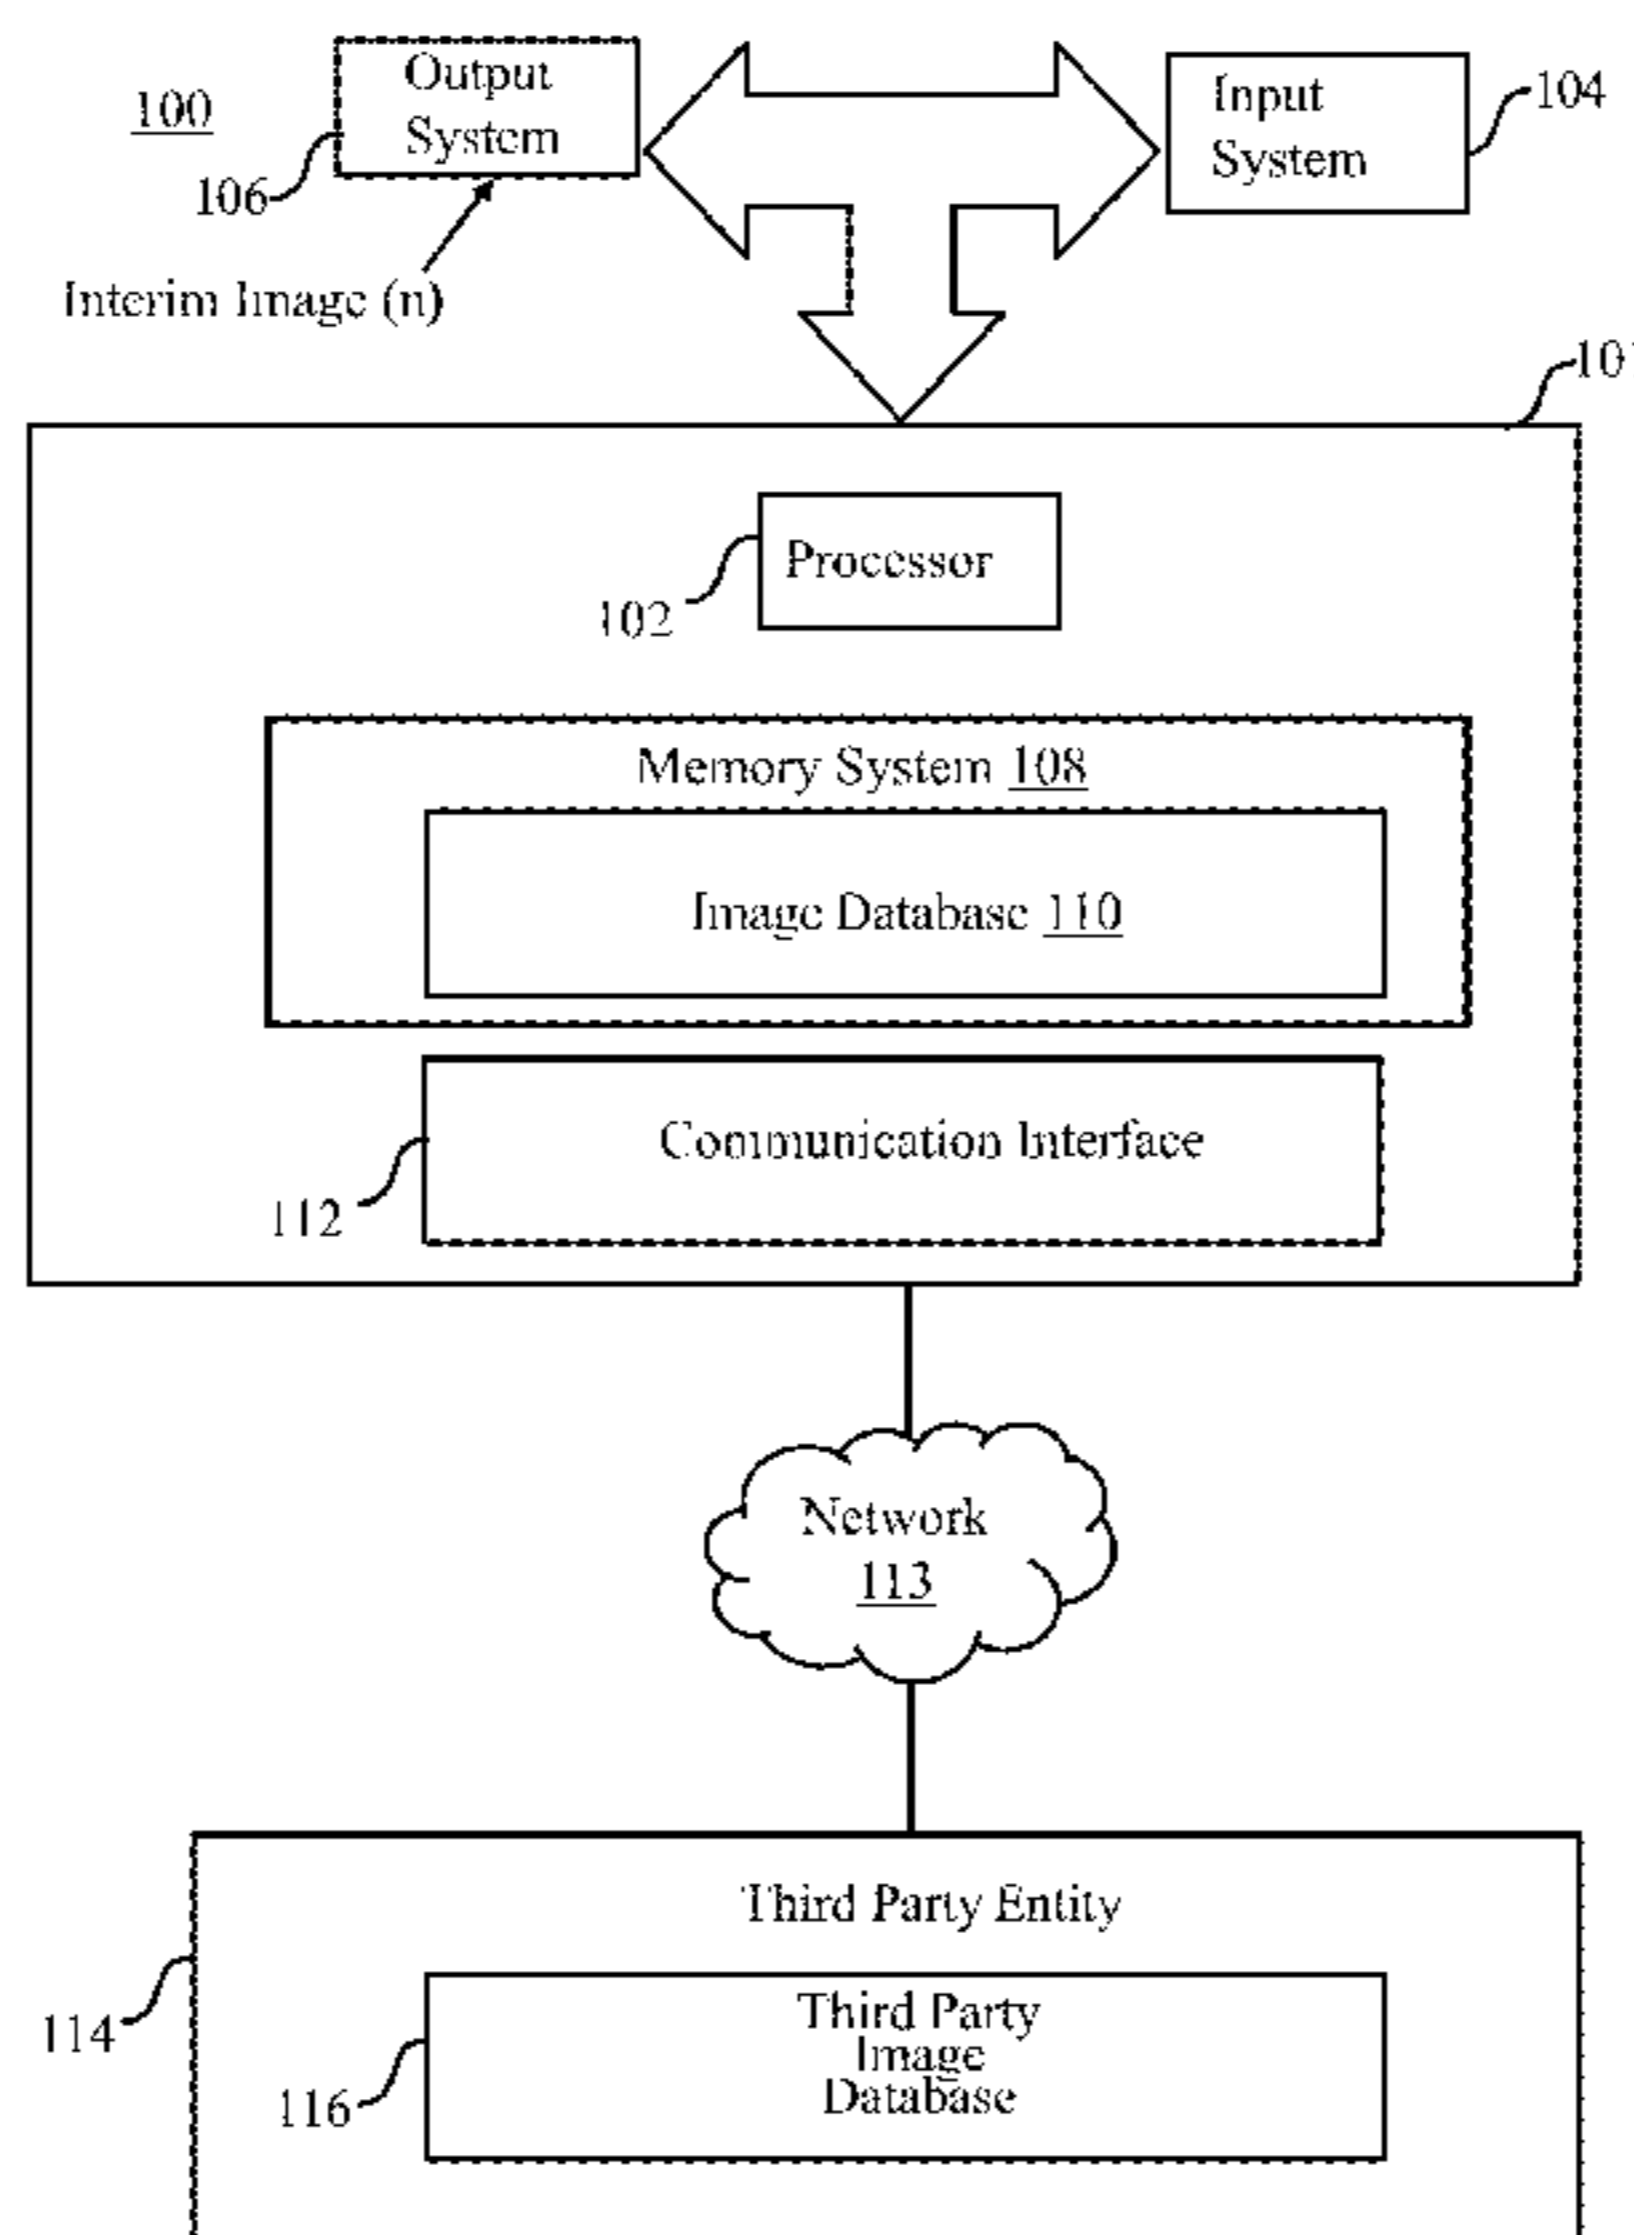 100
Output
System
106
Interim Image (n)
Input
System
104
Processor
102
Memory System 108
Image Database 110
Communication Interface
112
Network
113
Third Party Entity
114
Third Party
Image
Database
116